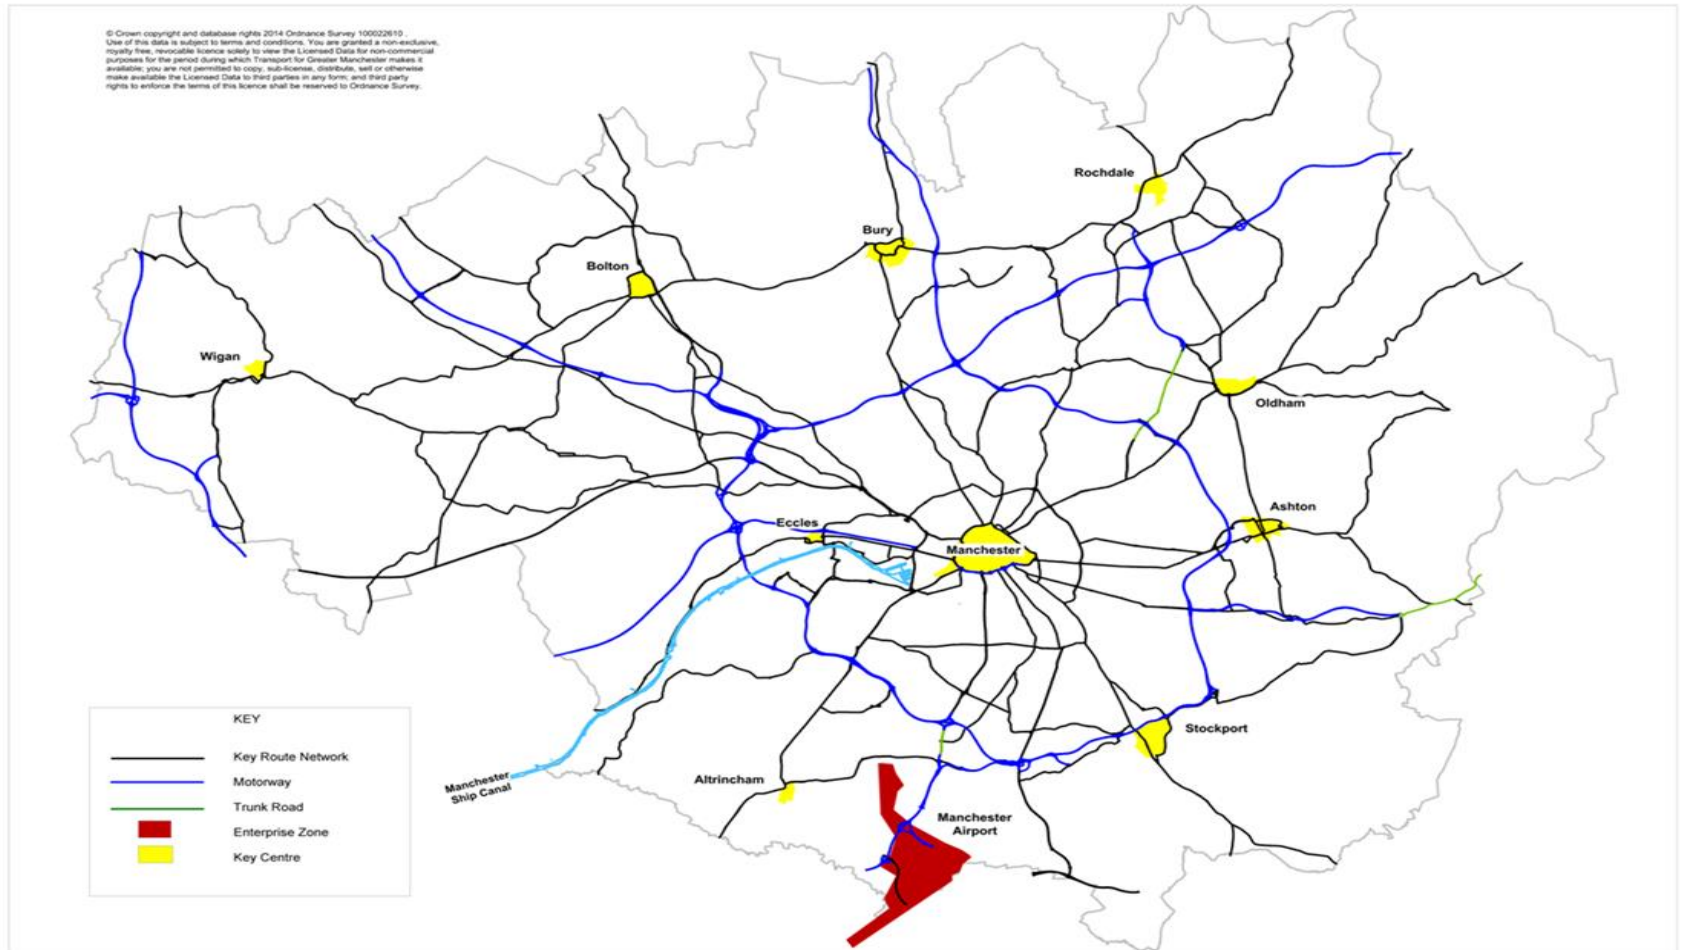 © Crown copyright and database rights 2014 Ordnance Survey 100022610 .
Use of this data is subject to terms and conditions. You are granted a non-exclusive,
royalty free, revocable licence solely to view the Licensed Data for non-commercial
purposes for the period during which Transport for Greater Manchester makes it
available; you are not permitted to copy, sub-license, distribute, sell or otherwise
make available the Licensed Data to third parties in any form; and third party
rights to enforce the terms of this licence shall be reserved to Ordnance Survey.
Rochdale
Bury
Bolton
Wigan
Oldham
Ashton
Eccles
Manchester
Stockport
Altrincham
Manchester
Ship Canal
Manchester
Airport
KEY
Key Route Network
Motorway
Trunk Road
Enterprise Zone
Key Centre